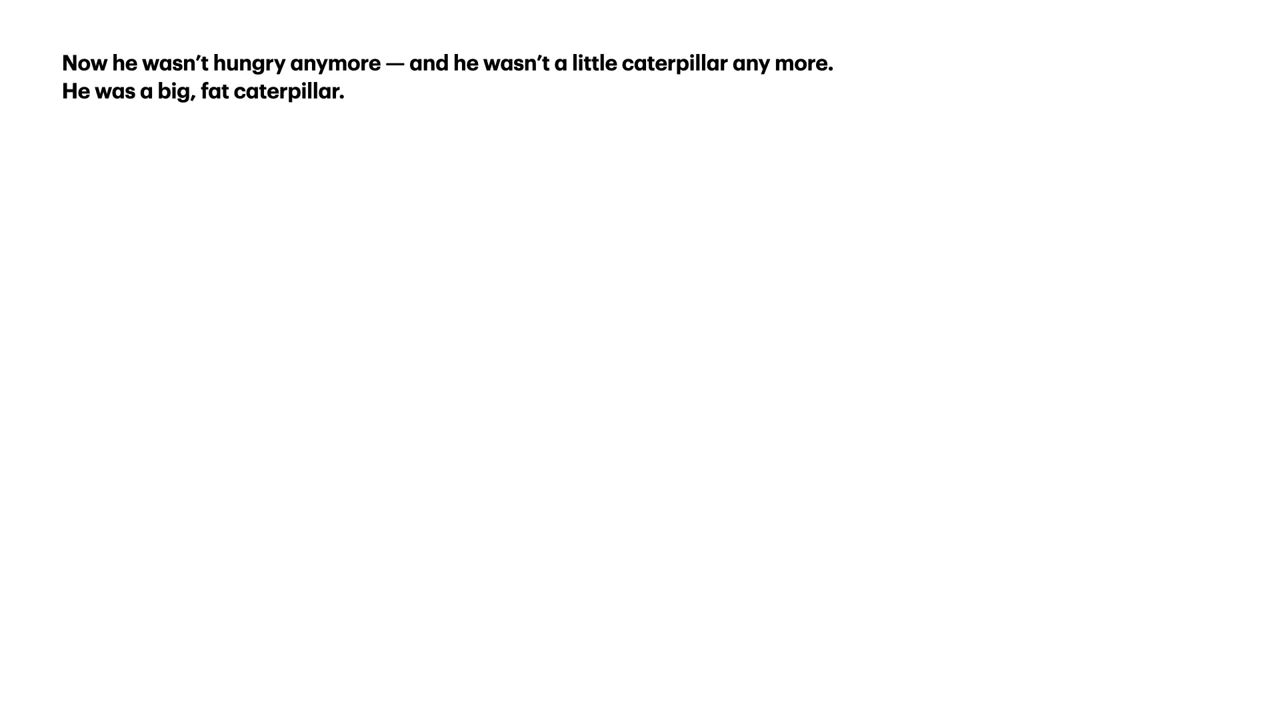 Now he wasn’t hungry anymore — and he wasn’t a little caterpillar any more.
He was a big, fat caterpillar.